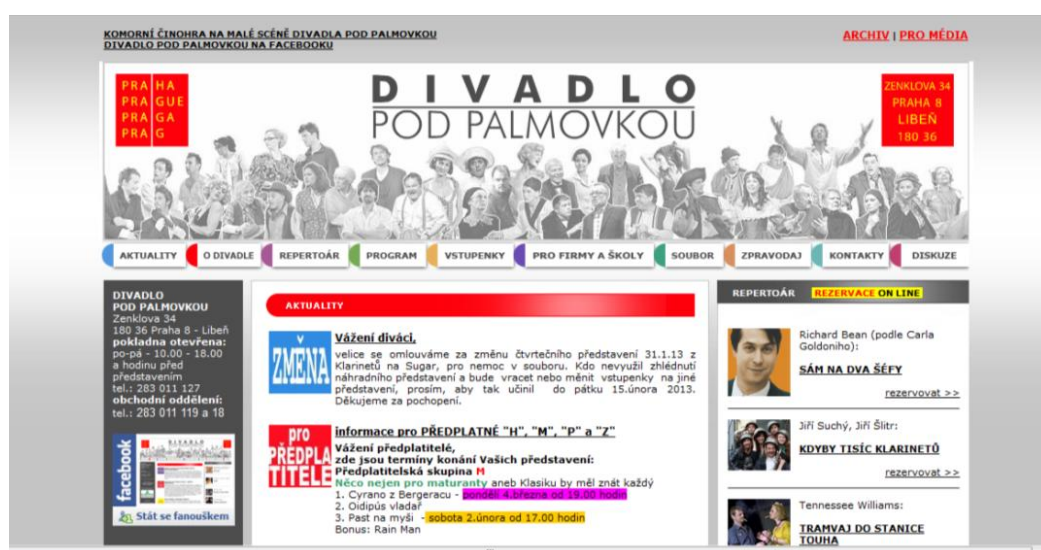 KOMORNÍ ČINOHRA NA MALÉ SCÉNĚ DIVADLA POD PALMOVKOU
DIVADLO POD PALMOVKOU NA FACEBOOKU
ARCHIV | PRO MÉDIA
PRA HA
PRA GUE
PRA GA
PRA G
DIVADLO
POD PALMOVKOU
ZENKLOVA 34
PRAHA 8
LIBEŇ
180 36
AKTUALITY O DIVADLE REPERTOÁR PROGRAM VSTUPENKY PRO FIRMY A ŠKOLY SOUBOR ZPRAVODAJ KONTAKTY DISKUZE
DIVADLO
POD PALMOVKOU
Zenklova 34
180 36 Praha 8 - Libeň
pokladna otevřena:
po-pá - 10.00 - 18.00
a hodinu před
představením
tel.: 283 011 127
obchodní oddělení:
tel.: 283 011 119 a 18
facebook
Stát se fanouškem
AKTUALITY
ZMĚNA
Vážení diváci,
velice se omlouváme za změnu čtvrtečního představení 31.1.13 z
Klarinetů na Sugar, pro nemoc v souboru. Kdo nevyužil zhlédnutí
náhradního představení a bude vracet nebo měnit vstupenky na jiné
představení, prosím, aby tak učinil do pátku 15.února 2013.
Děkujeme za pochopení.
pro
PŘEDPLA
TITELE
informace pro PŘEDPLATNÉ "H", "M", "P" a "Z"
Vážení předplatitelé,
zde jsou termíny konání Vašich představení:
Předplatitelská skupina M
Něco nejen pro maturanty aneb Klasiku by měl znát každý
1. Cyrano z Bergeracu - pondělí 4.března od 19.00 hodin
2. Oidipús vladař
3. Past na myši - sobota 2.února od 17.00 hodin
Bonus: Rain Man
REPERTOÁR REZERVACE ON LINE
Richard Bean (podle Carla
Goldoniho):
SÁM NA DVA ŠÉFY
rezervovat >>
Jiří Suchý, Jiří Šlitr:
KDYBY TISÍC KLARINETŮ
rezervovat >>
Tennessee Williams:
TRAMVAJ DO STANICE
TOUHA